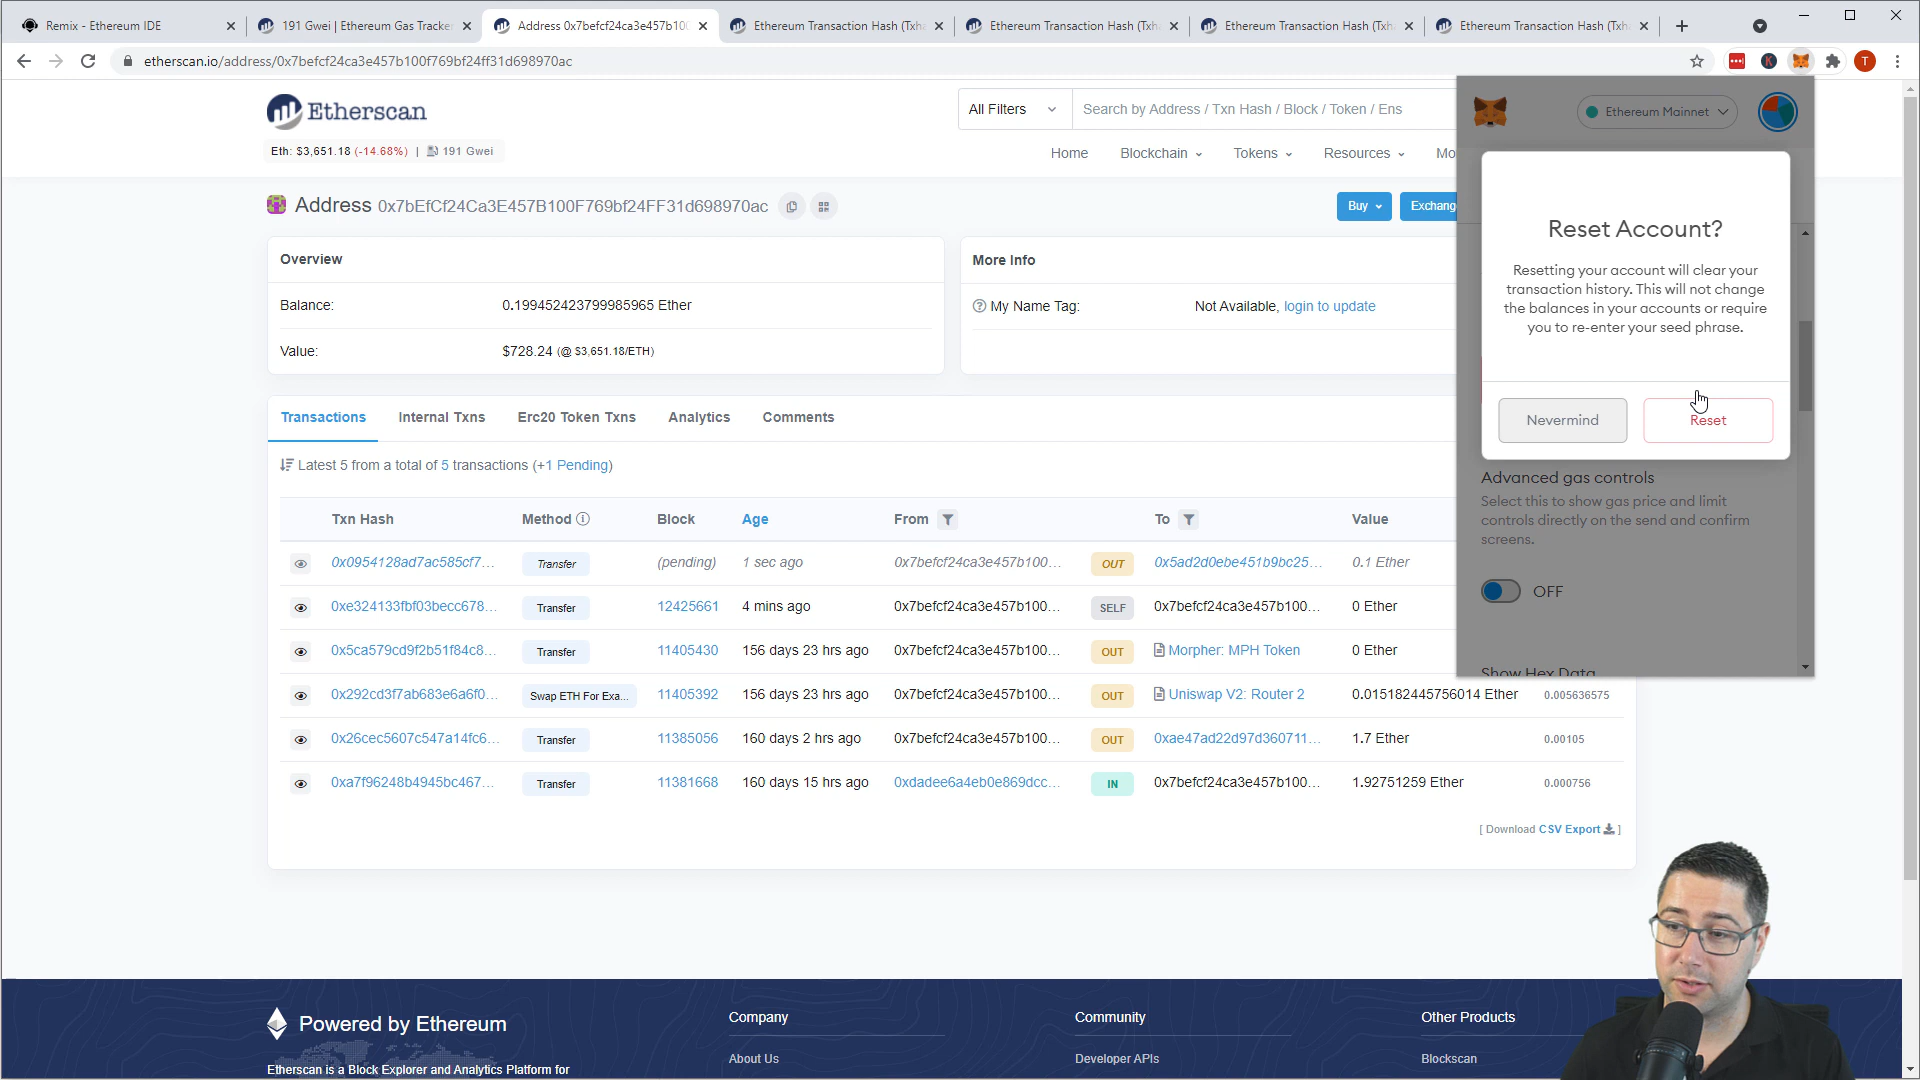 Remix - Ethereum IDE
191 Gwei | Ethereum Gas Tracker
Address 0x7befcf24ca3e457b10
Ethereum Transaction Hash (Txh
Ethereum Transaction Hash (Txh
Ethereum Transaction Hash (Txh
Ethereum Transaction Hash (Txh
etherscan.io/address/0x7befcf24ca3e457b100f769bf24ff31d698970ac
T
Etherscan
All Filters
Search by Address / Txn Hash / Block / Token / Ens
Eth: $3,651.18 (-14.68%) | 191 Gwei
Home
Blockchain
Tokens
Resources
Mo
Address 0x7bEfCf24Ca3E457B100F769bf24FF31d698970ac
Buy
Exchang
Overview
Balance:
0.199452423799985965 Ether
Value:
$728.24 (@ $3,651.18/ETH)
More Info
My Name Tag:
Not Available, login to update
Transactions
Internal Txns
Erc20 Token Txns
Analytics
Comments
Latest 5 from a total of 5 transactions (+1 Pending)
Txn Hash Method Block Age From To Value
0x0954128ad7ac585cf7... Transfer (pending) 1 sec ago 0x7befcf24ca3e457b100... OUT 0x5ad2d0ebe451b9bc25... 0.1 Ether
0xe324133fbf03becc678... Transfer 12425661 4 mins ago 0x7befcf24ca3e457b100... SELF 0x7befcf24ca3e457b100... 0 Ether
0x5ca579cd9f2b51f84c8... Transfer 11405430 156 days 23 hrs ago 0x7befcf24ca3e457b100... OUT Morpher: MPH Token 0 Ether
0x292cd3f7ab683e6a6f0... Swap ETH For Exa... 11405392 156 days 23 hrs ago 0x7befcf24ca3e457b100... OUT Uniswap V2: Router 2 0.015182445756014 Ether 0.005636575
0x26cec5607c547a14fc6... Transfer 11385056 160 days 2 hrs ago 0x7befcf24ca3e457b100... OUT 0xae47ad22d97d360711... 1.7 Ether 0.00105
0xa7f96248b4945bc467... Transfer 11381668 160 days 15 hrs ago 0xdadee6a4eb0e869dcc... IN 0x7befcf24ca3e457b100... 1.92751259 Ether 0.000756
[ Download CSV Export ]
Ethereum Mainnet
Reset Account?
Resetting your account will clear your
transaction history. This will not change
the balances in your accounts or require
you to re-enter your seed phrase.
Nevermind
Reset
Advanced gas controls
Select this to show gas price and limit
controls directly on the send and confirm
screens.
OFF
Show Hex Data
Powered by Ethereum
Etherscan is a Block Explorer and Analytics Platform for
Company
About Us
Community
Developer APIs
Other Products
Blockscan